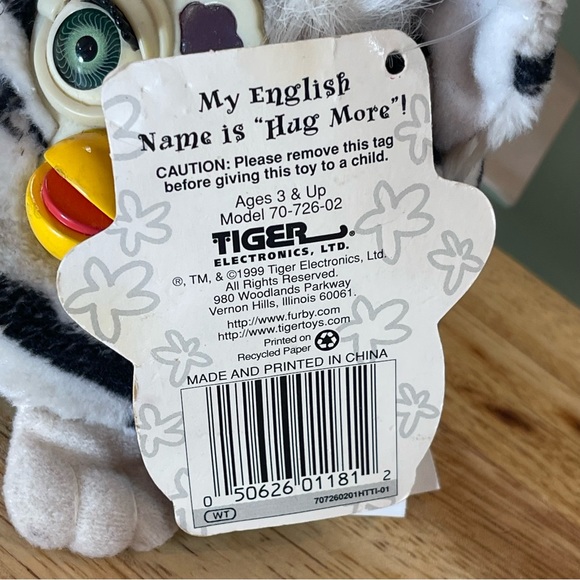 My English
Name is "Hug More"!
CAUTION: Please remove this tag
before giving this toy to a child.
Ages 3 & Up
Model 70-726-02
TIGER®
ELECTRONICS, LTD.
®, TM, & ©1999 Tiger Electronics, Ltd.
All Rights Reserved.
980 Woodlands Parkway
Vernon Hills, Illinois 60061.
http://www.furby.com
http://www.tigertoys.com
Printed on
Recycled Paper
MADE AND PRINTED IN CHINA
0 50626 01181 2
WT 707260201HTTI-01